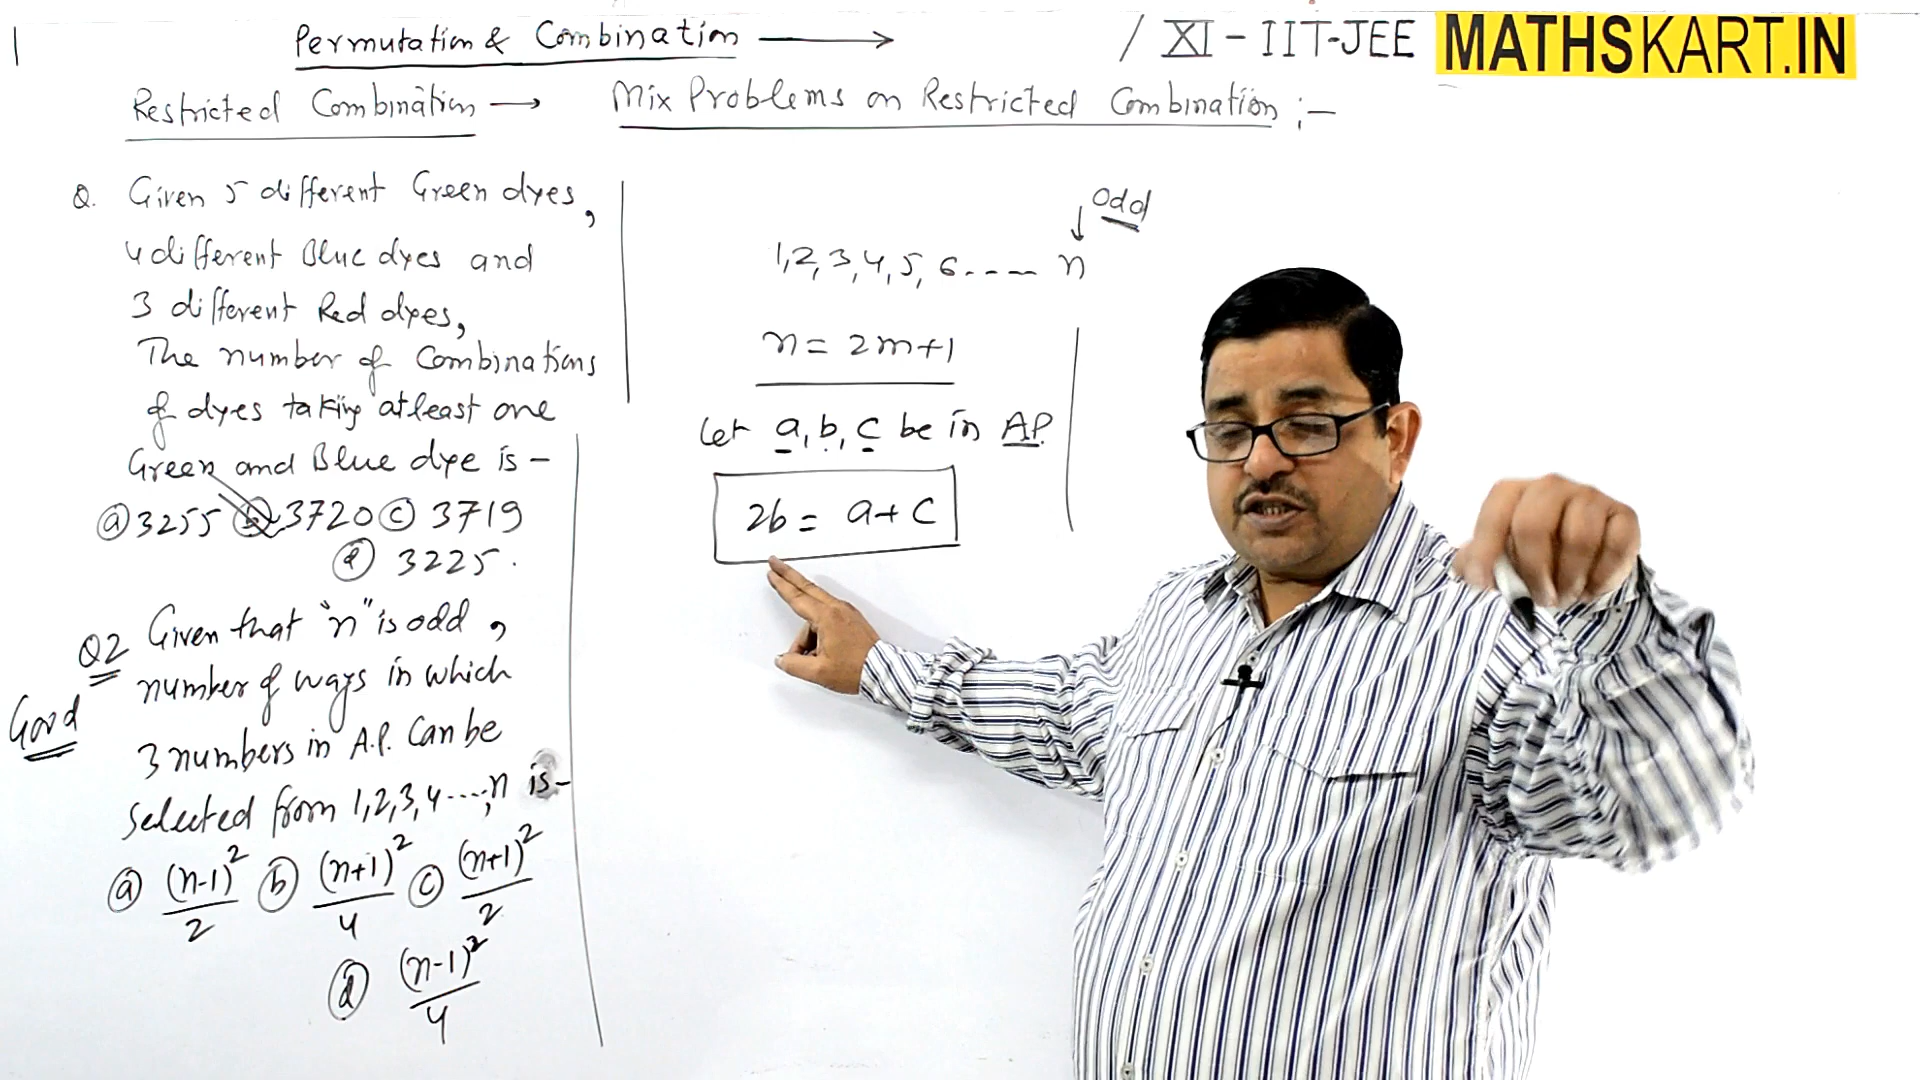 Permutation & Combination ⟶ / XI - IIT-JEE MATHSKART.IN
Restricted Combination → Mix Problems on Restricted Combination :-
Q. Given 5 different Green dyes,
4 different Blue dyes and
3 different Red dyes,
The number of Combinations
of dyes taking atleast one
Green and Blue dye is -
(a) 3255 (b) 3720 (c) 3719
(d) 3225.
Q2 Given that "n" is odd,
number of ways in which
Good
3 numbers in A.P. Can be
selected from 1,2,3,4....,n is-
(a) (n-1)²/2 (b) (n+1)²/4 (c) (n+1)²/2
(d) (n-1)²/4
Odd
↓
1,2,3,4,5,6..... n
n = 2m+1
Let a, b, c be in AP.
2b = a+c